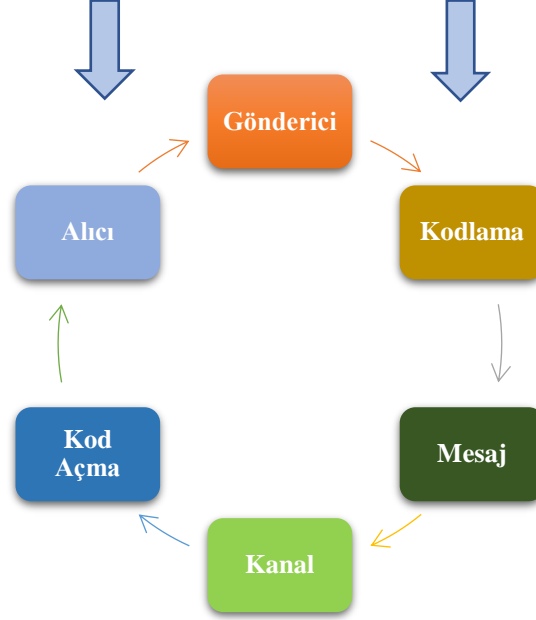 Gönderici
Kodlama
Mesaj
Kanal
Kod
Açma
Alıcı